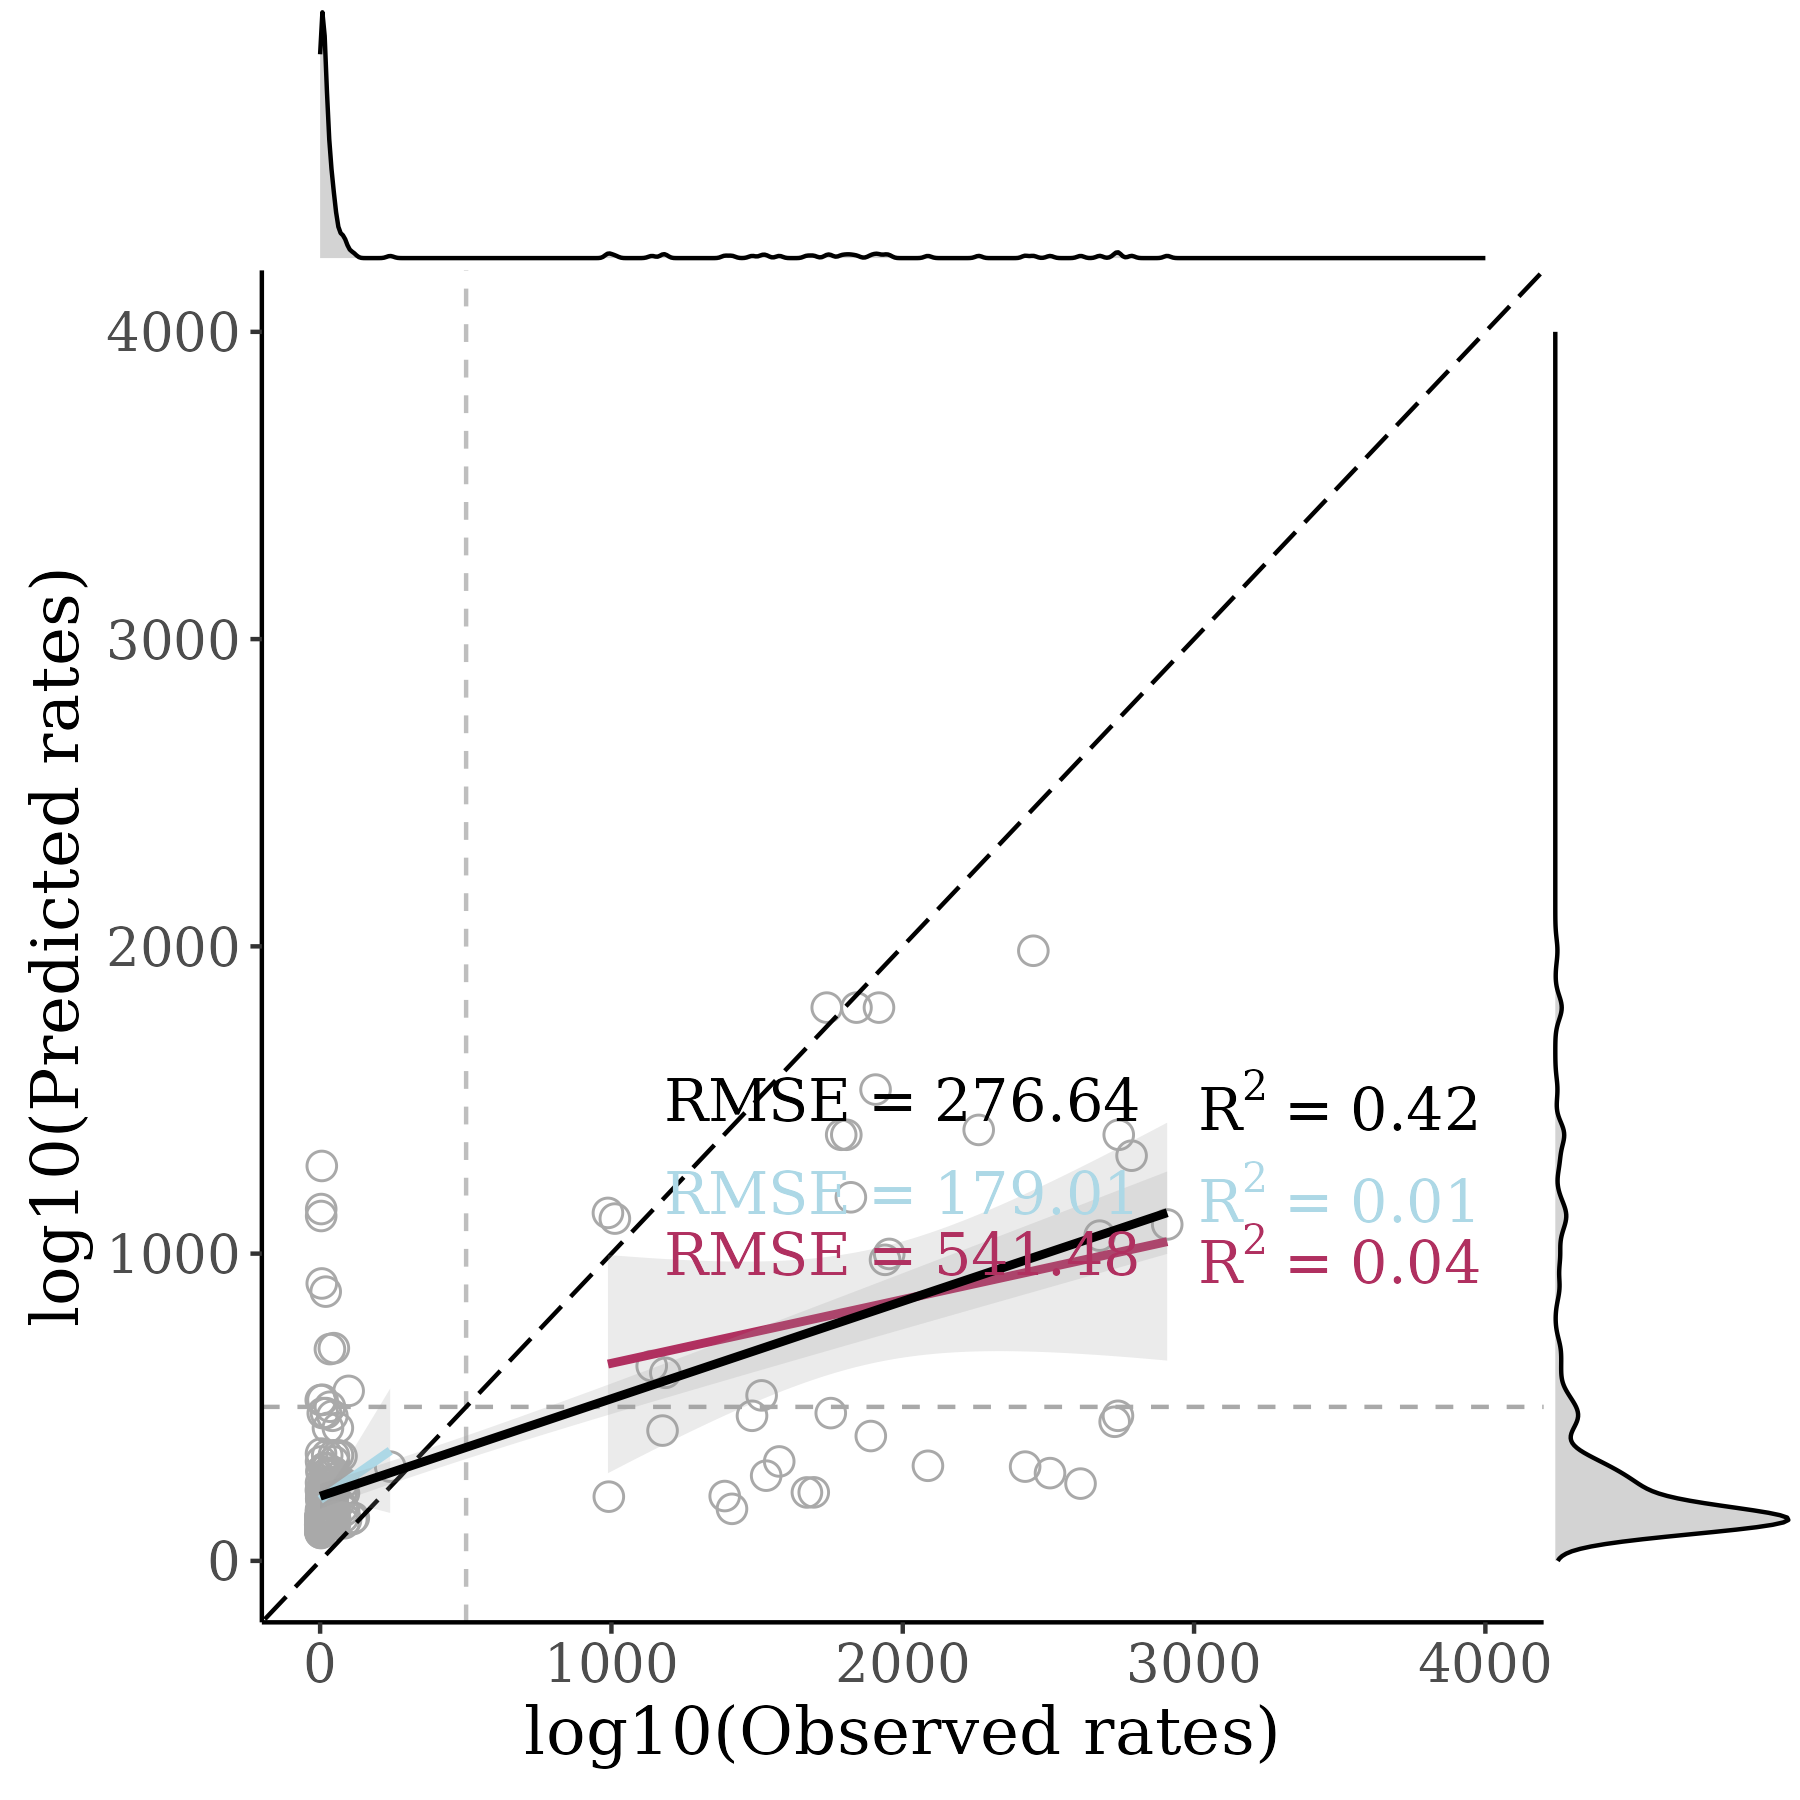 4000
3000
2000
1000
0
log10(Predicted rates)
RMSE = 276.64 R² = 0.42
RMSE = 179.01 R² = 0.01
RMSE = 541.48 R² = 0.04
0 1000 2000 3000 4000
log10(Observed rates)